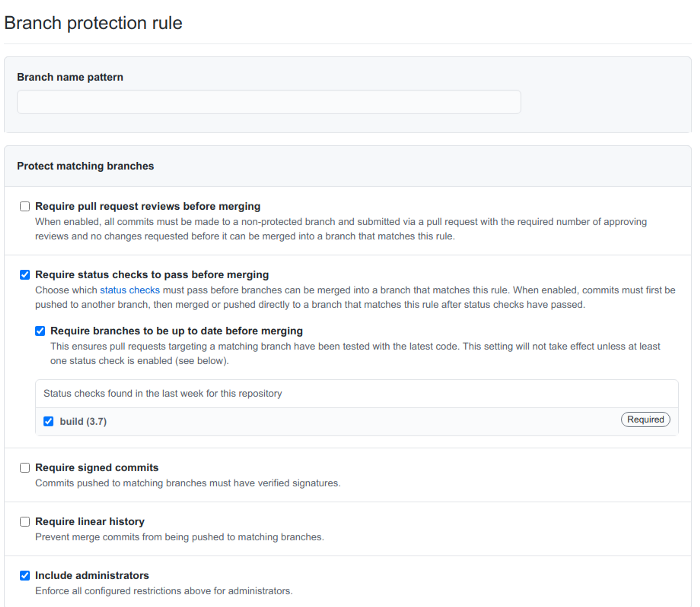 Branch protection rule
Branch name pattern
Protect matching branches
Require pull request reviews before merging
When enabled, all commits must be made to a non-protected branch and submitted via a pull request with the required number of approving
reviews and no changes requested before it can be merged into a branch that matches this rule.
Require status checks to pass before merging
Choose which status checks must pass before branches can be merged into a branch that matches this rule. When enabled, commits must first be
pushed to another branch, then merged or pushed directly to a branch that matches this rule after status checks have passed.
Require branches to be up to date before merging
This ensures pull requests targeting a matching branch have been tested with the latest code. This setting will not take effect unless at least
one status check is enabled (see below).
Status checks found in the last week for this repository
build (3.7)
Required
Require signed commits
Commits pushed to matching branches must have verified signatures.
Require linear history
Prevent merge commits from being pushed to matching branches.
Include administrators
Enforce all configured restrictions above for administrators.